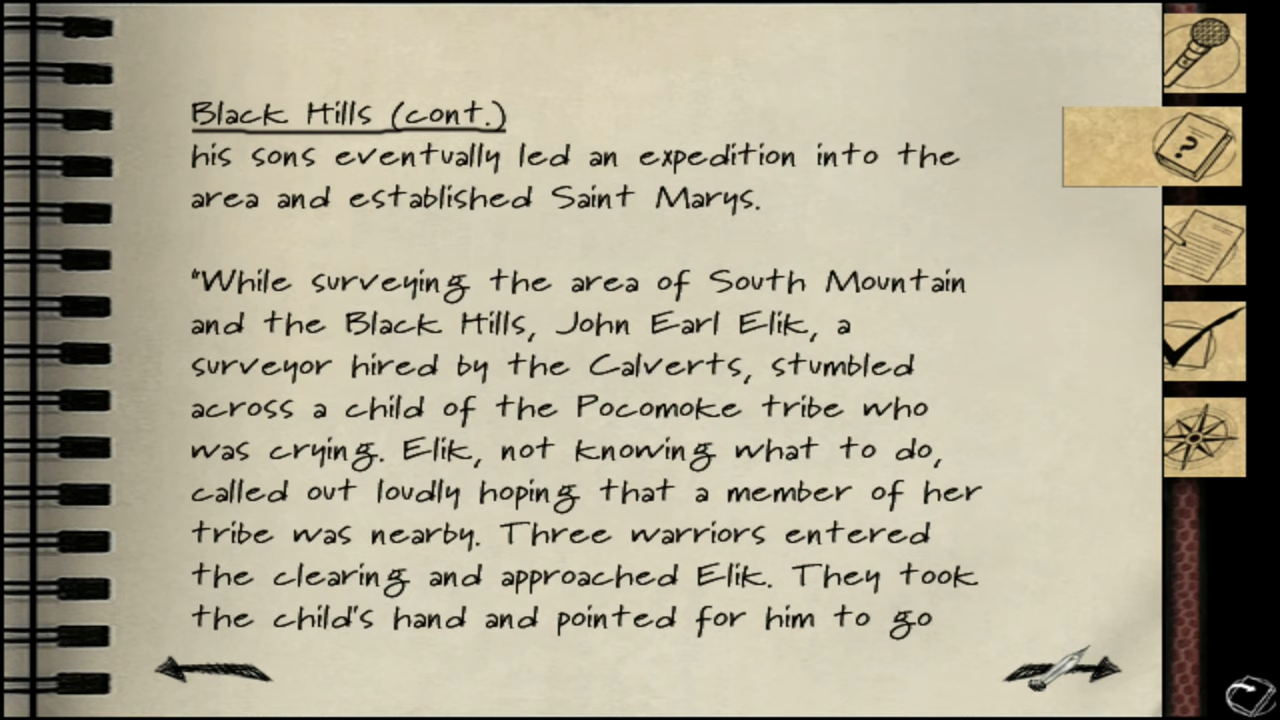 Black Hills (cont.)
his sons eventually led an expedition into the
area and established Saint Marys.
"While surveying the area of South Mountain
and the Black Hills, John Earl Elik, a
surveyor hired by the Calverts, stumbled
across a child of the Pocomoke tribe who
was crying. Elik, not knowing what to do,
called out loudly hoping that a member of her
tribe was nearby. Three warriors entered
the clearing and approached Elik. They took
the child's hand and pointed for him to go
?